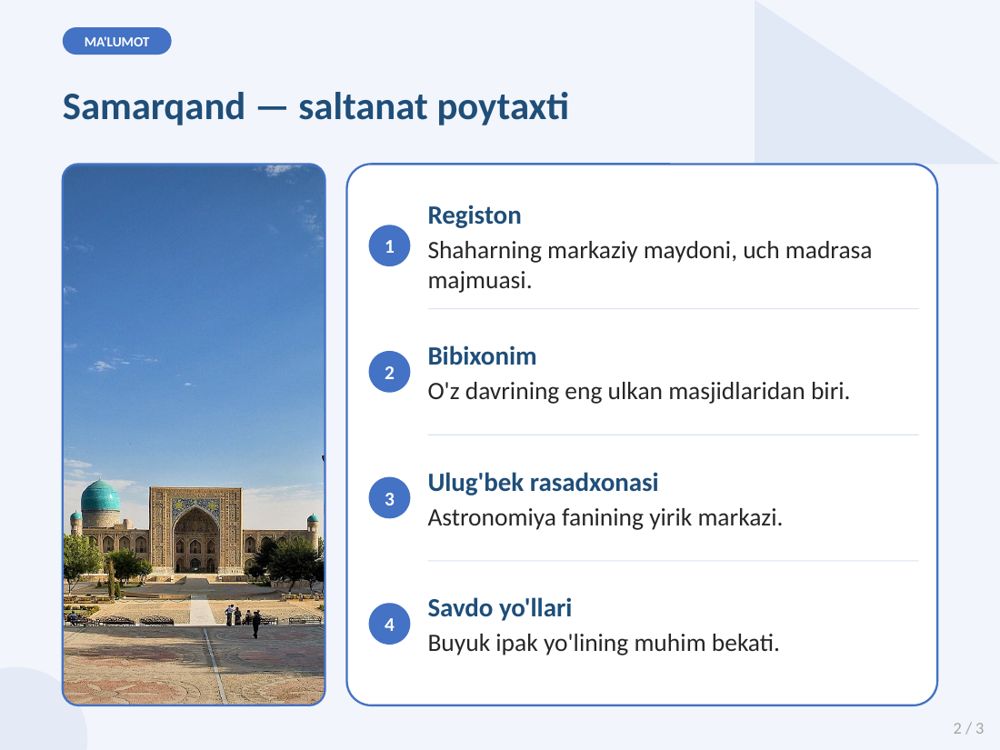 MA'LUMOT
Samarqand — saltanat poytaxti
1
Registon
Shaharning markaziy maydoni, uch madrasa
majmuasi.
2
Bibixonim
O'z davrining eng ulkan masjidlaridan biri.
3
Ulug'bek rasadxonasi
Astronomiya fanining yirik markazi.
4
Savdo yo'llari
Buyuk ipak yo'lining muhim bekati.
2 / 3